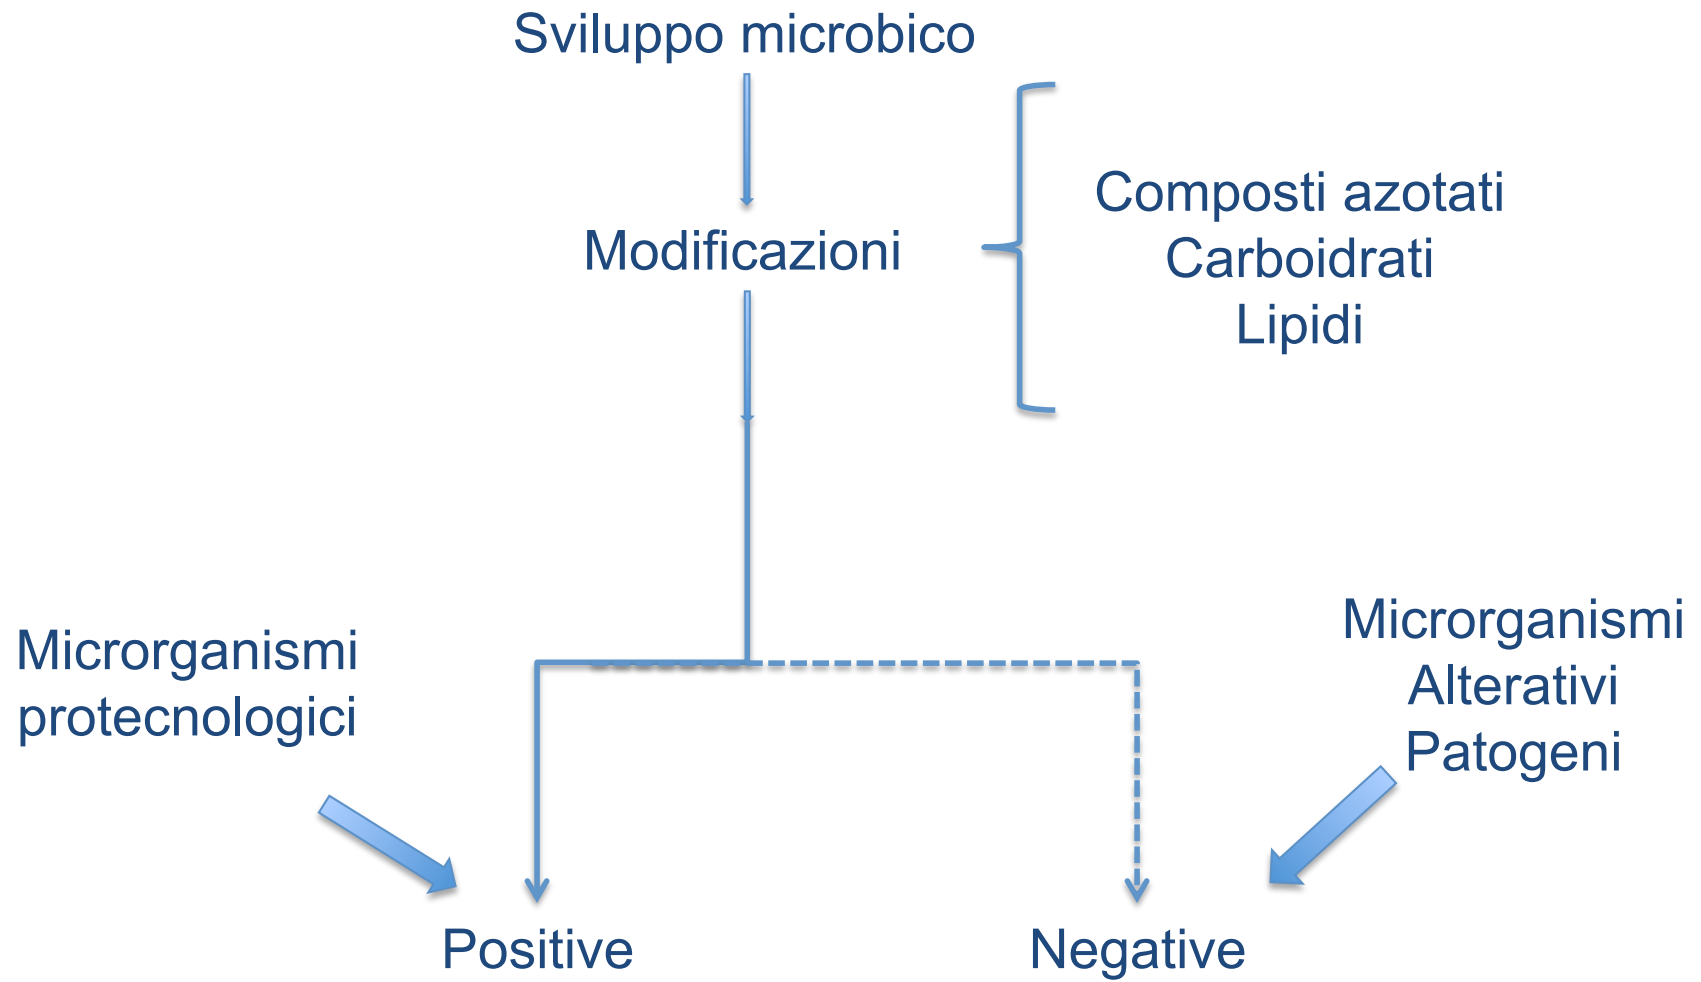 Sviluppo microbico
Modificazioni
Composti azotati
Carboidrati
Lipidi
Microrganismi
protecnologici
Microrganismi
Alterativi
Patogeni
Positive
Negative